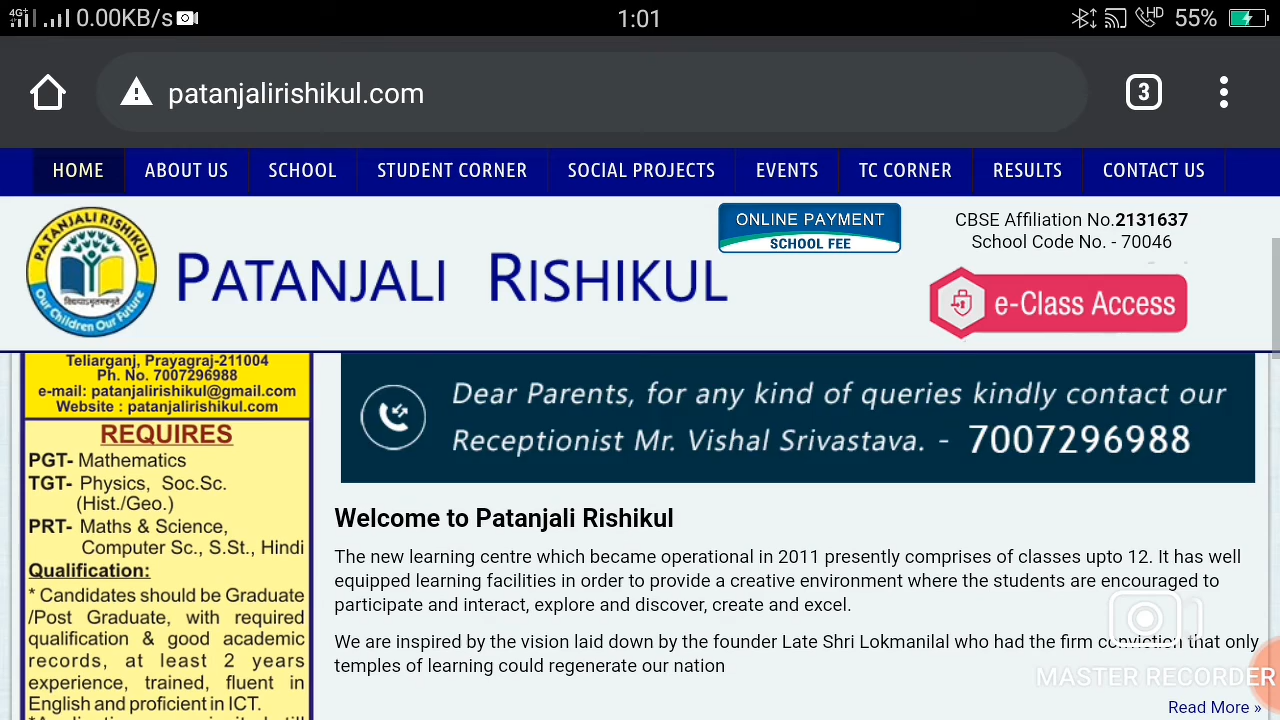 4G+ 0.00KB/s 1:01 HD 55%
patanjalirishikul.com 3
HOME ABOUT US SCHOOL STUDENT CORNER SOCIAL PROJECTS EVENTS TC CORNER RESULTS CONTACT US
PATANJALI RISHIKUL
विद्ययाऽमृतमश्नुते
Our Children Our Future
PATANJALI RISHIKUL
ONLINE PAYMENT
SCHOOL FEE
CBSE Affiliation No.2131637
School Code No. - 70046
e-Class Access
Teliarganj, Prayagraj-211004
Ph. No. 7007296988
e-mail: patanjalirishikul@gmail.com
Website : patanjalirishikul.com
REQUIRES
PGT- Mathematics
TGT- Physics, Soc.Sc.
(Hist./Geo.)
PRT- Maths & Science,
Computer Sc., S.St., Hindi
Qualification:
* Candidates should be Graduate
/Post Graduate, with required
qualification & good academic
records, at least 2 years
experience, trained, fluent in
English and proficient in ICT.
Dear Parents, for any kind of queries kindly contact our
Receptionist Mr. Vishal Srivastava. - 7007296988
Welcome to Patanjali Rishikul
The new learning centre which became operational in 2011 presently comprises of classes upto 12. It has well
equipped learning facilities in order to provide a creative environment where the students are encouraged to
participate and interact, explore and discover, create and excel.
We are inspired by the vision laid down by the founder Late Shri Lokmanilal who had the firm conviction that only
temples of learning could regenerate our nation
Read More »
MASTER RECORDER